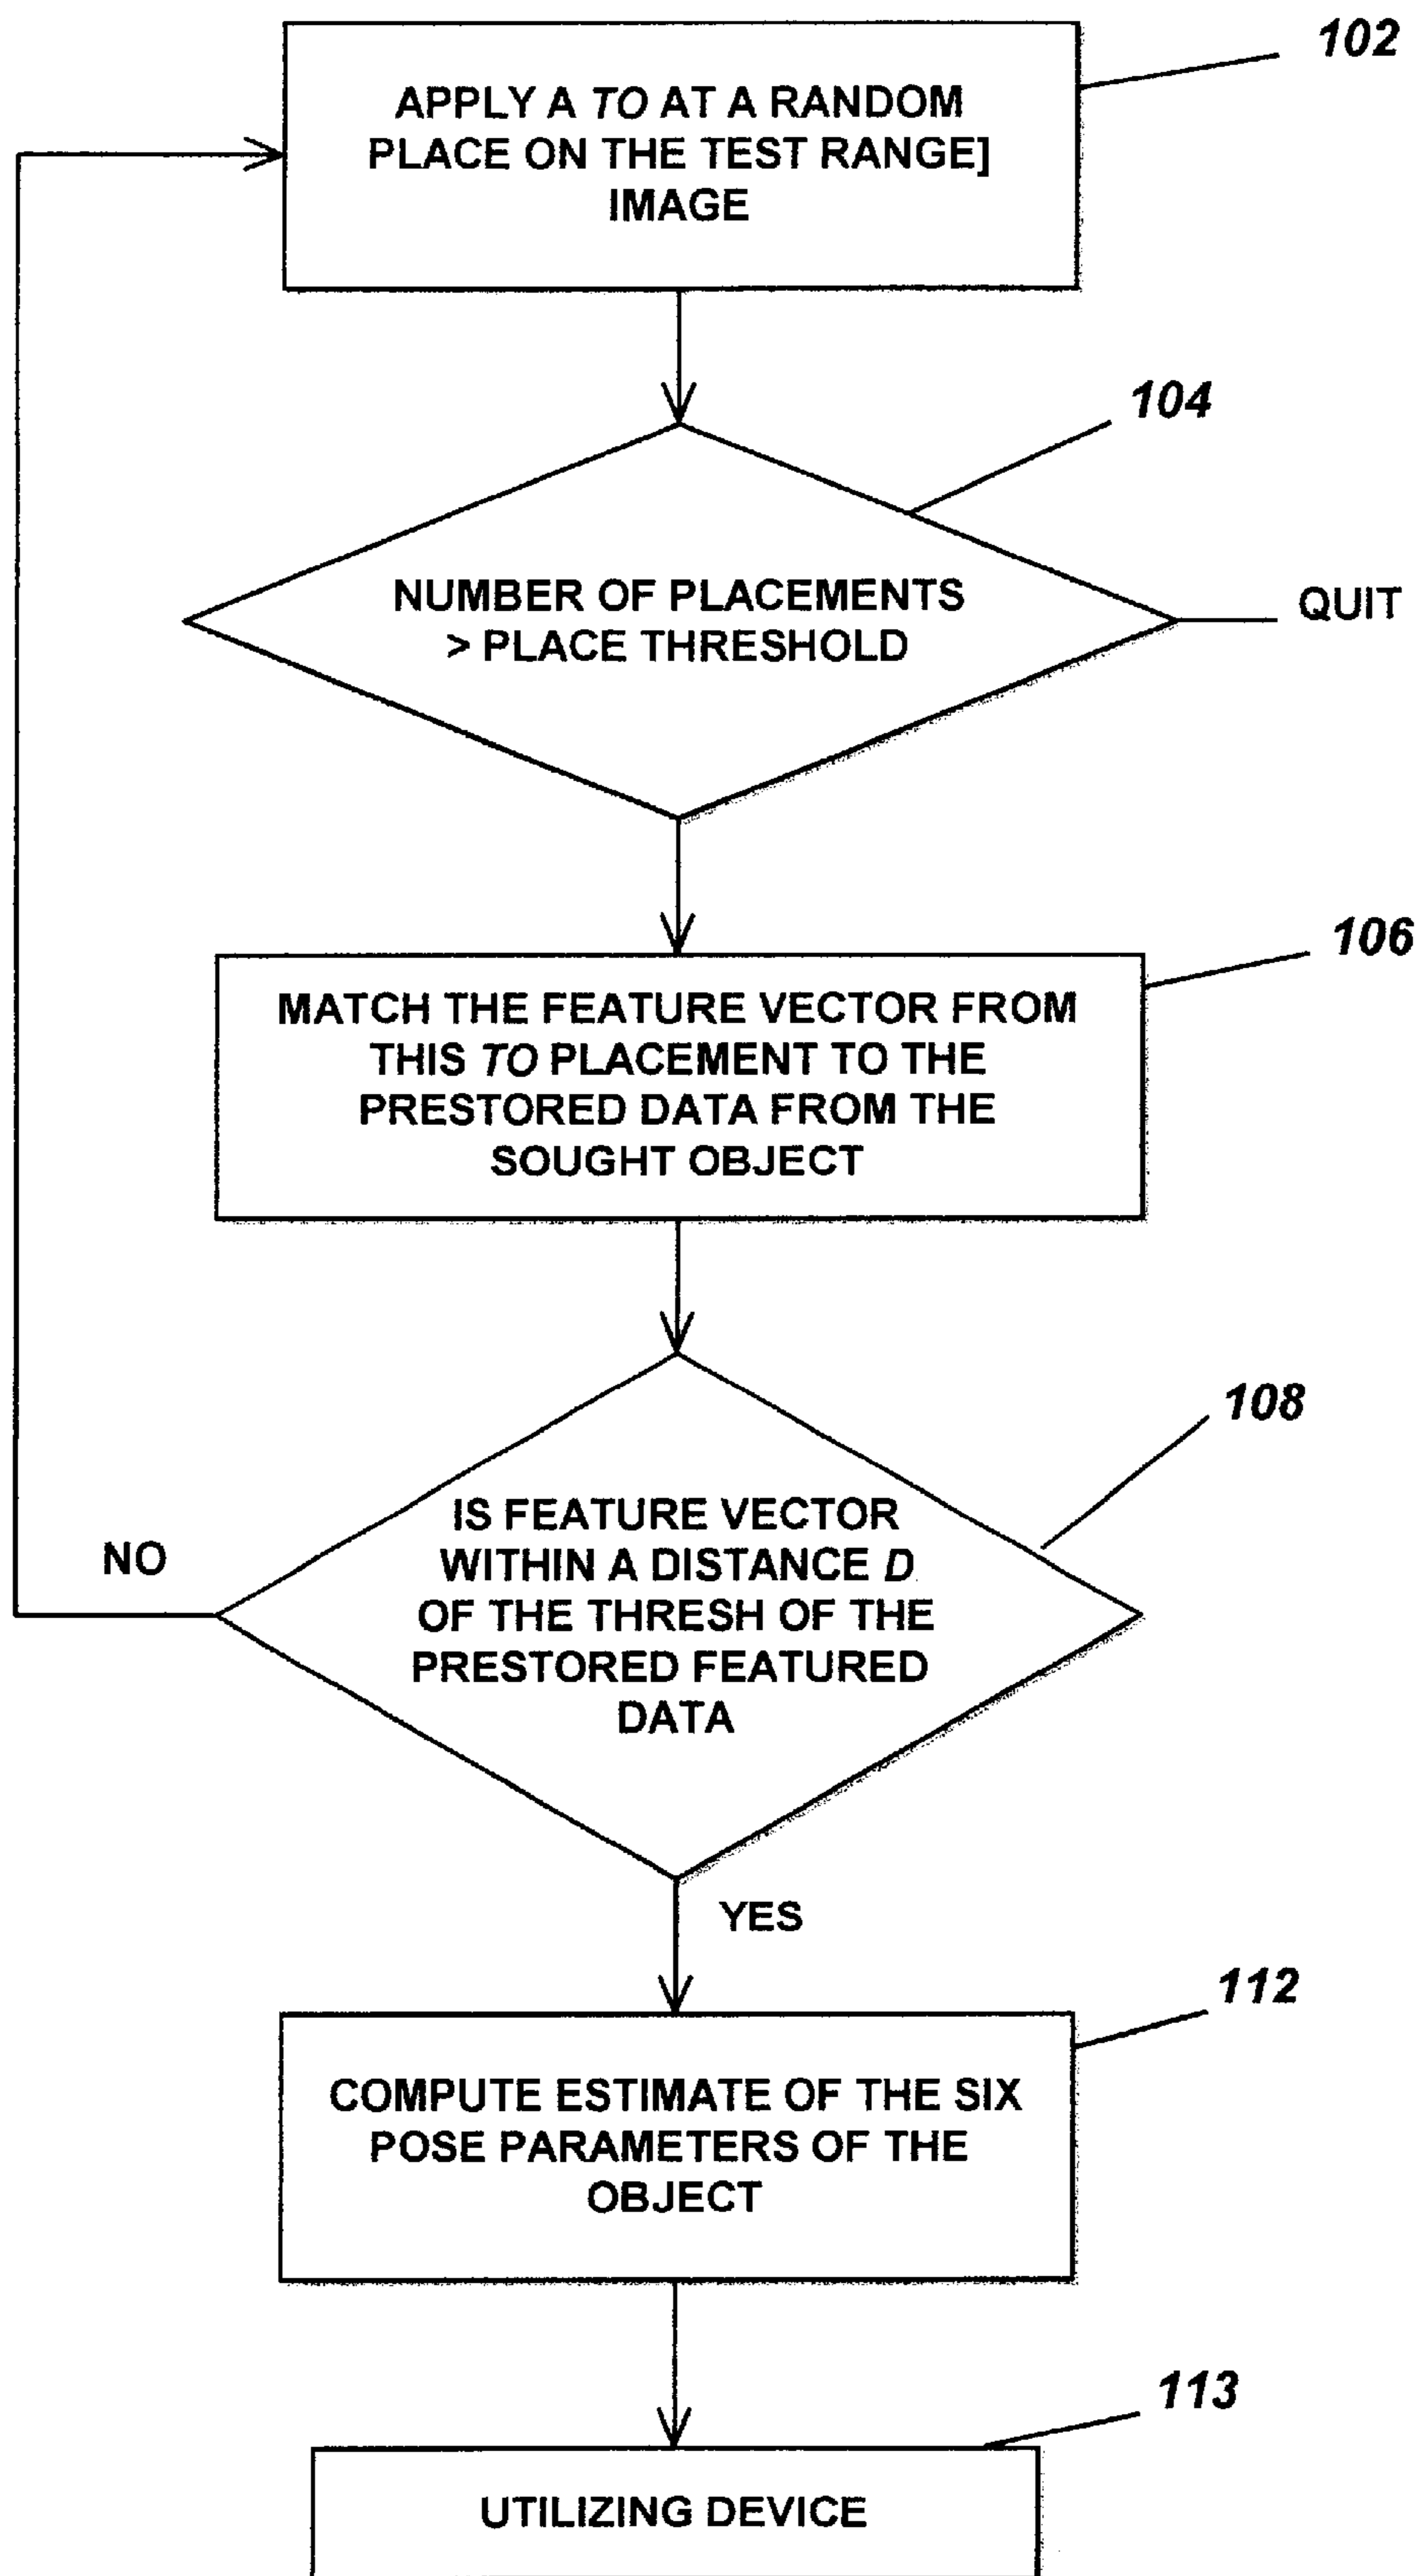 102
APPLY A TO AT A RANDOM
PLACE ON THE TEST RANGE]
IMAGE
104
NUMBER OF PLACEMENTS
> PLACE THRESHOLD
QUIT
106
MATCH THE FEATURE VECTOR FROM
THIS TO PLACEMENT TO THE
PRESTORED DATA FROM THE
SOUGHT OBJECT
108
IS FEATURE VECTOR
WITHIN A DISTANCE D
OF THE THRESH OF THE
PRESTORED FEATURED
DATA
NO
YES
112
COMPUTE ESTIMATE OF THE SIX
POSE PARAMETERS OF THE
OBJECT
113
UTILIZING DEVICE